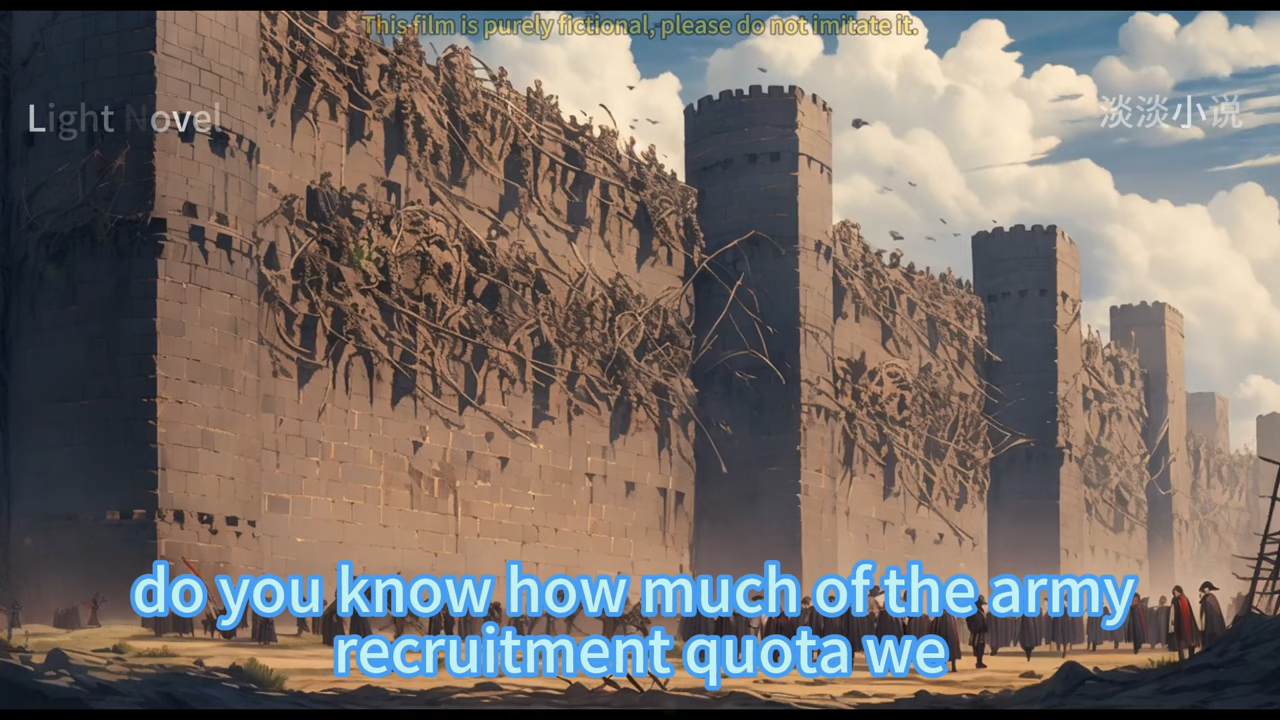 This film is purely fictional, please do not imitate it.
Light Novel
淡淡小说
do you know how much of the army
recruitment quota we